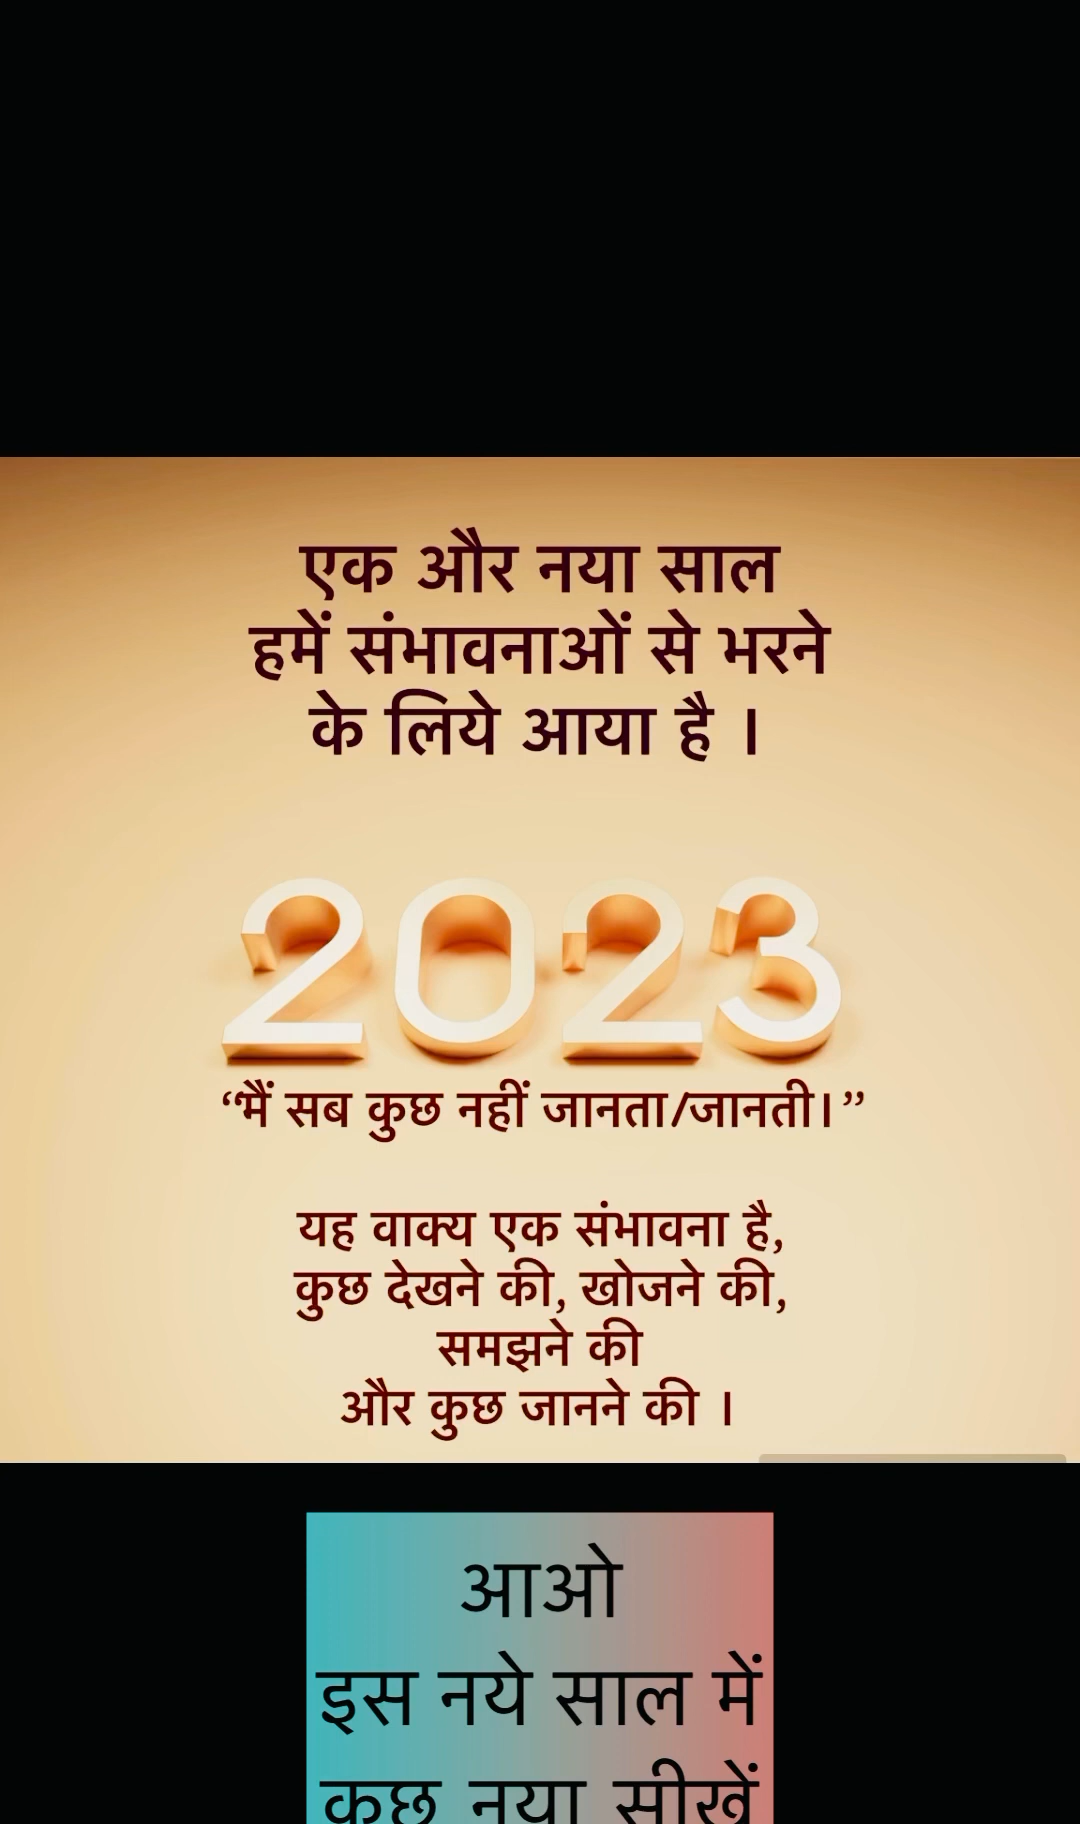 एक और नया साल
हमें संभावनाओं से भरने
के लिये आया है ।
2023
“मैं सब कुछ नहीं जानता/जानती।”
यह वाक्य एक संभावना है,
कुछ देखने की, खोजने की,
समझने की
और कुछ जानने की ।
आओ
इस नये साल में
कुछ नया सीखें